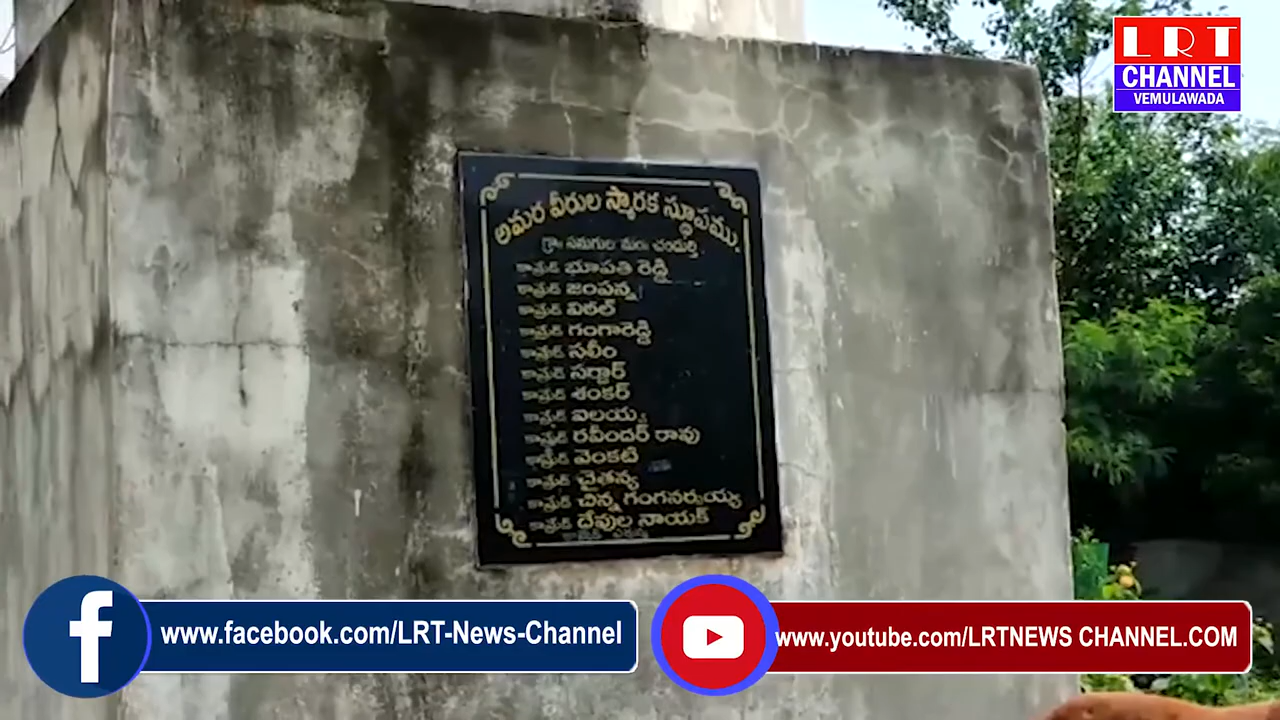 LRT
CHANNEL
VEMULAWADA
అమర వీరుల స్మారక స్థూపము.
గ్రా॥ సనుగుల మం॥ చందుర్తి
కామ్రేడ్ భూపతి రెడ్డి
కామ్రేడ్ జంపన్న
కామ్రేడ్ విఠల్
కామ్రేడ్ గంగారెడ్డి
కామ్రేడ్ సలీం
కామ్రేడ్ సర్దార్
కామ్రేడ్ శంకర్
కామ్రేడ్ ఐలయ్య
కామ్రేడ్ రవీందర్ రావు
కామ్రేడ్ వెంకటి
కామ్రేడ్ చైతన్య
కామ్రేడ్ చిన్న గంగనర్సయ్య
కామ్రేడ్ దేవుల నాయక్
www.facebook.com/LRT-News-Channel
www.youtube.com/LRTNEWS CHANNEL.COM